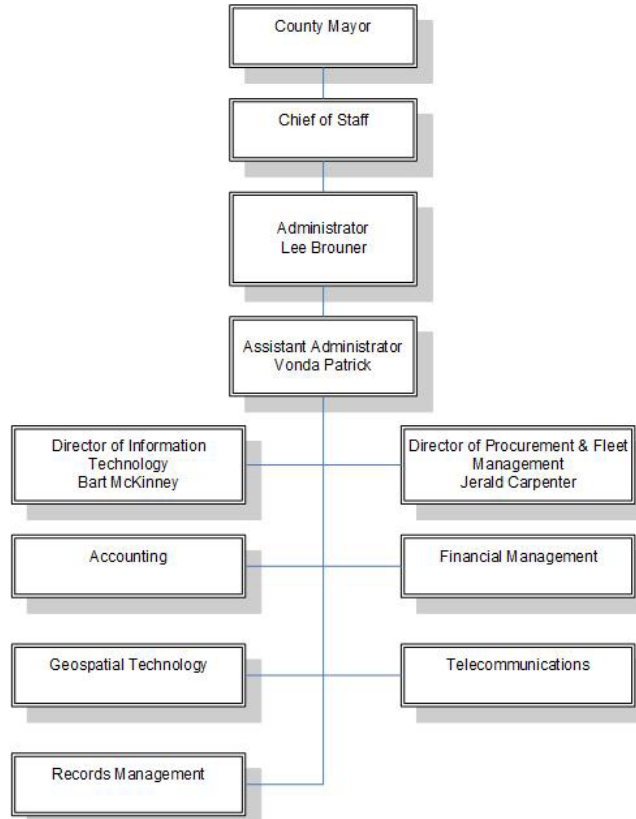 County Mayor
Chief of Staff
Administrator
Lee Brouner
Assistant Administrator
Vonda Patrick
Director of Information
Technology
Bart McKinney
Director of Procurement & Fleet
Management
Jerald Carpenter
Accounting
Financial Management
Geospatial Technology
Telecommunications
Records Management